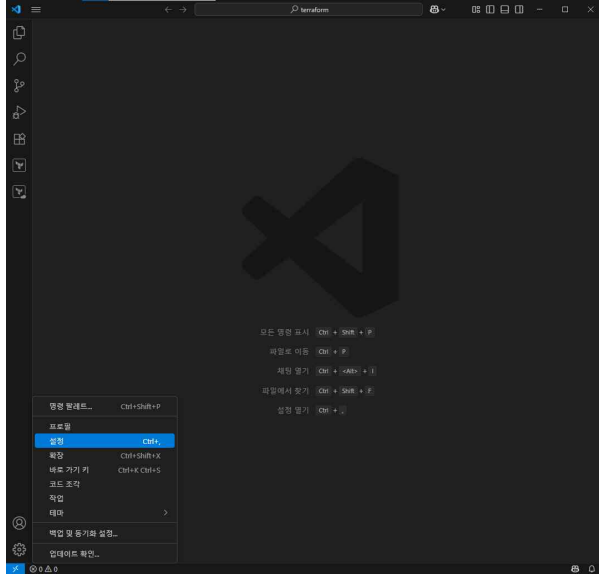 terraform
모든 명령 표시 Ctrl + Shift + P
파일로 이동 Ctrl + P
채팅 열기 Ctrl + <Alt> + I
파일에서 찾기 Ctrl + Shift + F
설정 열기 Ctrl + ,
명령 팔레트... Ctrl+Shift+P
프로필
설정 Ctrl+,
확장 Ctrl+Shift+X
바로 가기 키 Ctrl+K Ctrl+S
코드 조각
작업
테마
백업 및 동기화 설정...
업데이트 확인...
0 0